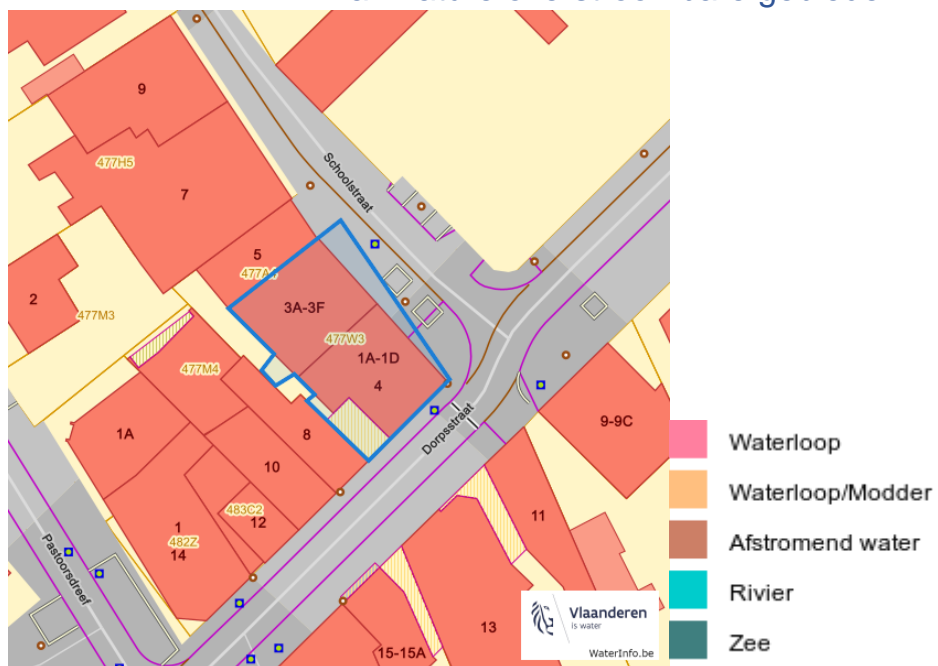 9
477H5
7
Schoolstraat
5
477A4
2
477M3
3A-3F
477W3
1A-1D
4
477M4
1A
8
10
9-9C
Dorpsstraat
483C2
12
1
482Z
14
11
Pastoorsdreef
13
15-15A
Vlaanderen
is water
WaterInfo.be
Waterloop
Waterloop/Modder
Afstromend water
Rivier
Zee